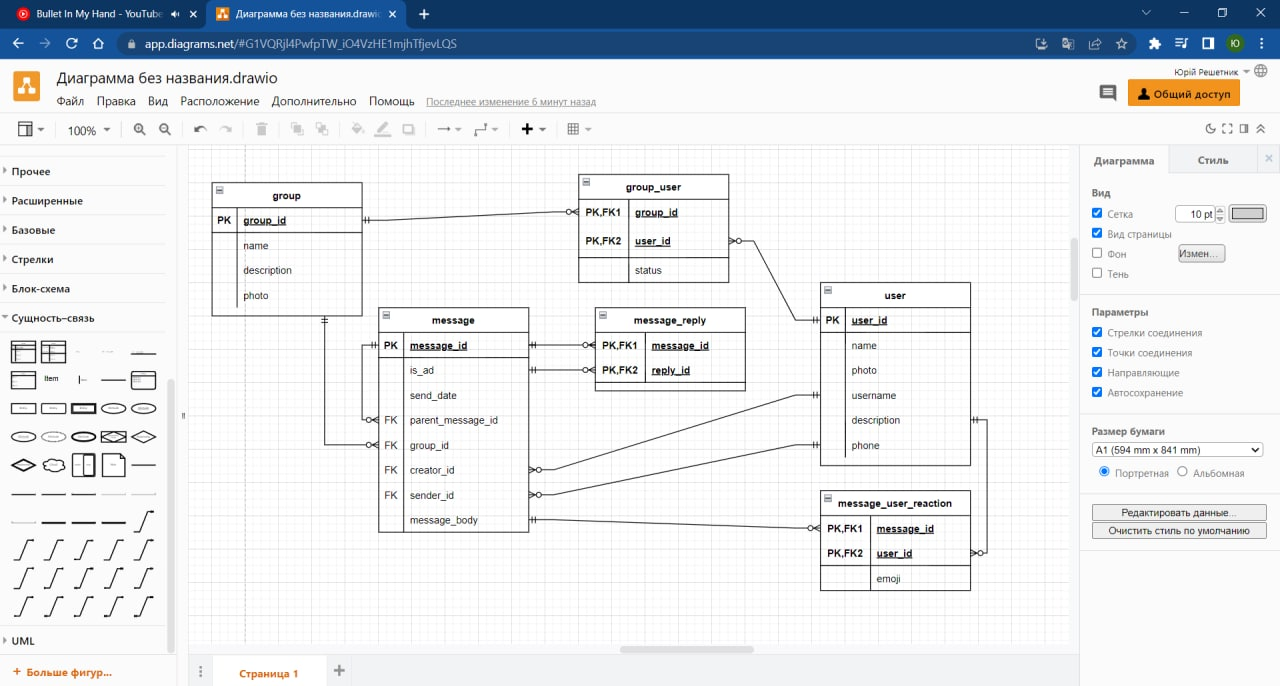 Bullet In My Hand - YouTube
Диаграмма без названия.drawio
app.diagrams.net/#G1VQRjl4PwfpTW_iO4VzHE1mjhTfjevLQS
Ю
Диаграмма без названия.drawio
Файл Правка Вид Расположение Дополнительно Помощь Последнее изменение 6 минут назад
Юрій Решетник
Общий доступ
100%
Прочее
Расширенные
Базовые
Стрелки
Блок-схема
Сущность–связь
Item
UML
+ Больше фигур...
group
PK group_id
name
description
photo
group_user
PK,FK1 group_id
PK,FK2 user_id
status
message
PK message_id
is_ad
send_date
FK parent_message_id
FK group_id
FK creator_id
FK sender_id
message_body
message_reply
PK,FK1 message_id
PK,FK2 reply_id
user
PK user_id
name
photo
username
description
phone
message_user_reaction
PK,FK1 message_id
PK,FK2 user_id
emoji
Страница 1
Диаграмма Стиль
Вид
Сетка 10 pt
Вид страницы
Фон Измен...
Тень
Параметры
Стрелки соединения
Точки соединения
Направляющие
Автосохранение
Размер бумаги
A1 (594 mm x 841 mm)
Портретная Альбомная
Редактировать данные...
Очистить стиль по умолчанию